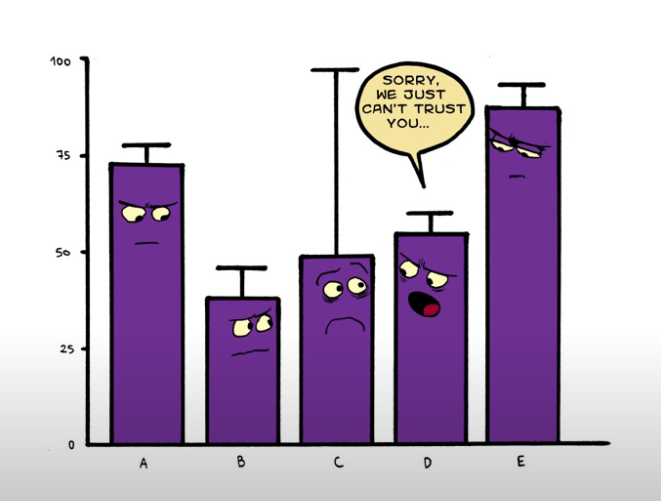 100
SORRY,
WE JUST
CAN'T TRUST
YOU...
75
50
25
0
A B C D E